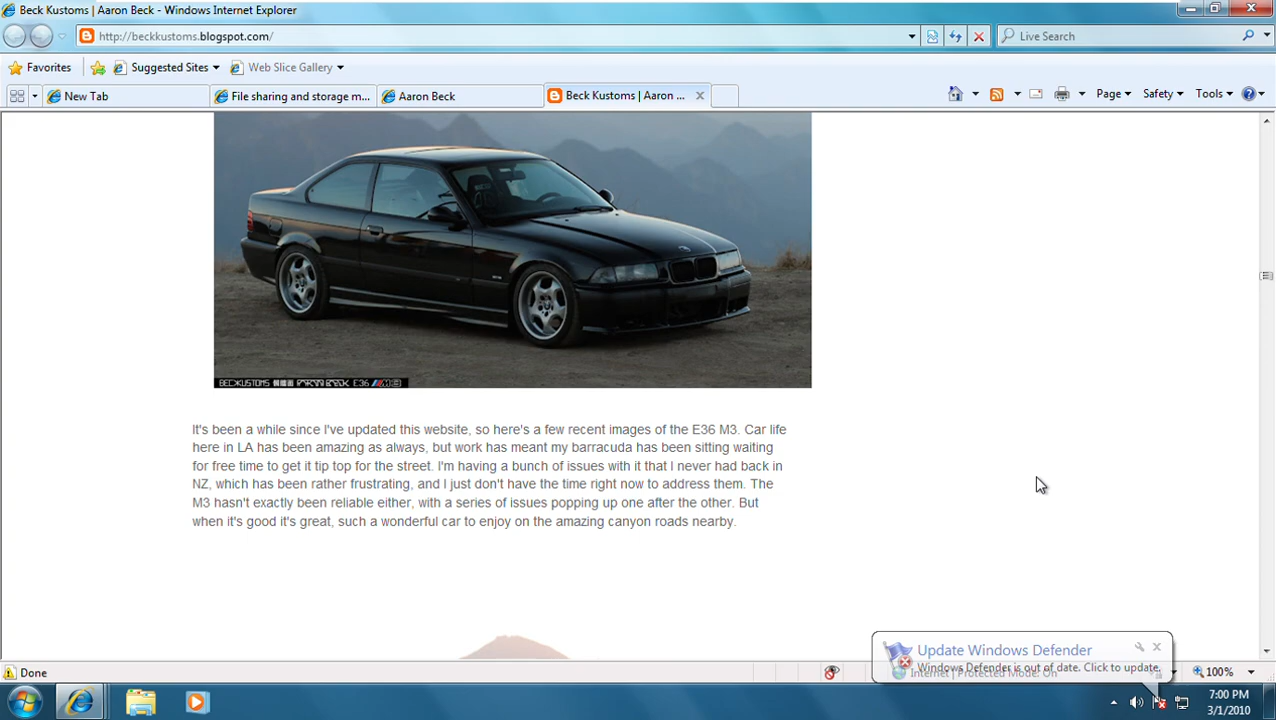 Beck Kustoms | Aaron Beck - Windows Internet Explorer
http://beckkustoms.blogspot.com/
Live Search
Favorites
Suggested Sites
Web Slice Gallery
New Tab
File sharing and storage m...
Aaron Beck
Beck Kustoms | Aaron ...
Page
Safety
Tools
BECKKUSTOMS
E36 M3
It's been a while since I've updated this website, so here's a few recent images of the E36 M3. Car life
here in LA has been amazing as always, but work has meant my barracuda has been sitting waiting
for free time to get it tip top for the street. I'm having a bunch of issues with it that I never had back in
NZ, which has been rather frustrating, and I just don't have the time right now to address them. The
M3 hasn't exactly been reliable either, with a series of issues popping up one after the other. But
when it's good it's great, such a wonderful car to enjoy on the amazing canyon roads nearby.
Update Windows Defender
Windows Defender is out of date. Click to update.
Done
Internet | Protected Mode: On
100%
7:00 PM
3/1/2010